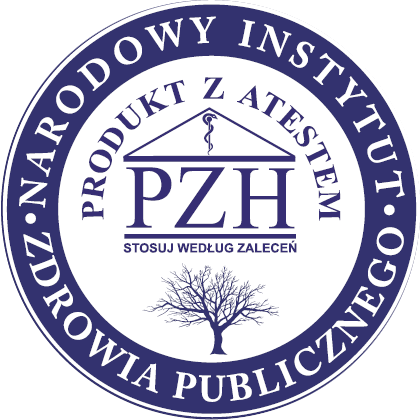 NARODOWY INSTYTUT
ZDROWIA PUBLICZNEGO
PRODUKT Z ATESTEM
PZH
STOSUJ WEDŁUG ZALECEŃ